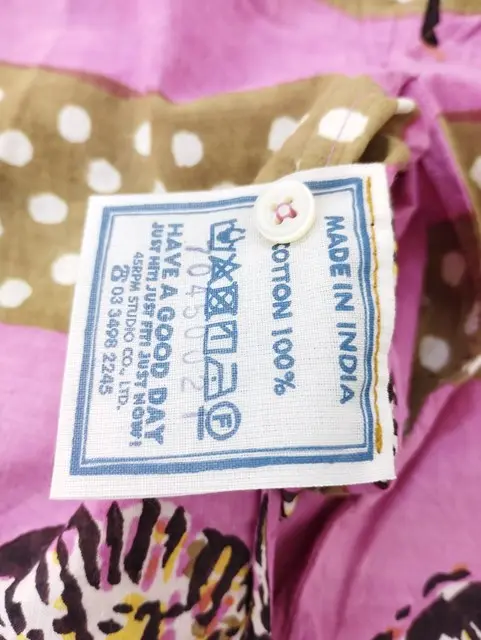 MADE IN INDIA
COTTON 100%
F
HAVE A GOOD DAY
JUST HIT! JUST FIT! JUST NOW!
45RPM STUDIO CO., LTD.
☎ 03 3498 2245